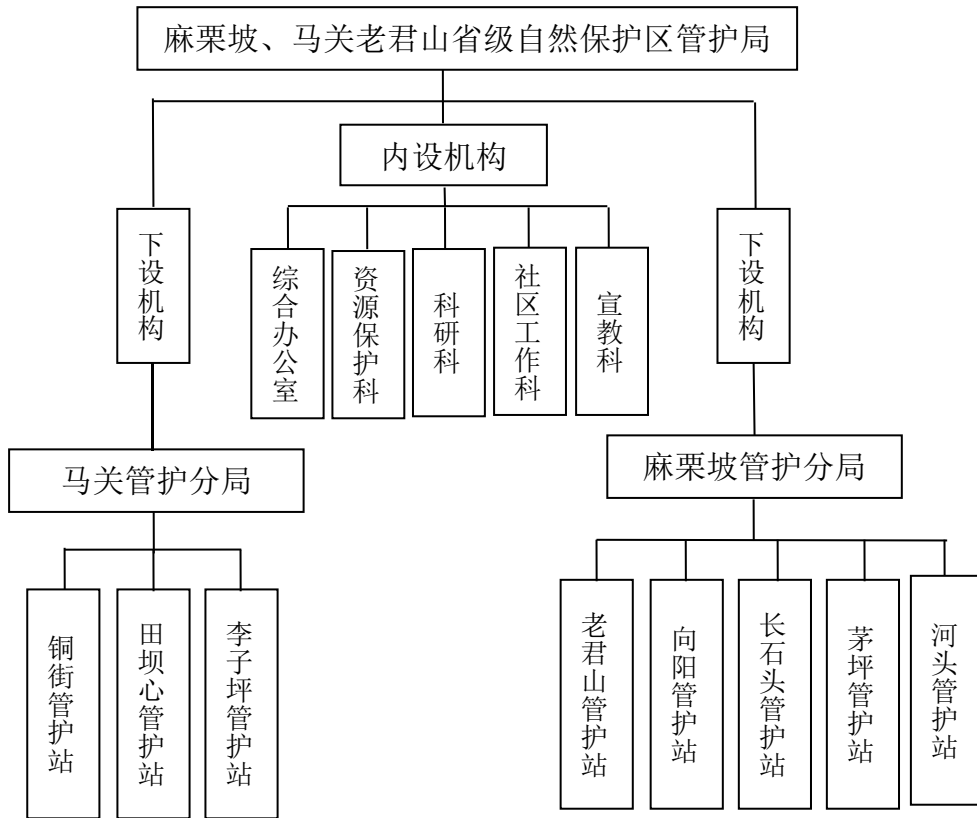 麻栗坡、马关老君山省级自然保护区管护局
内设机构
下设机构
综合办公室
资源保护科
科研科
社区工作科
宣教科
下设机构
马关管护分局
麻栗坡管护分局
铜街管护站
田坝心管护站
李子坪管护站
老君山管护站
向阳管护站
长石头管护站
茅坪管护站
河头管护站